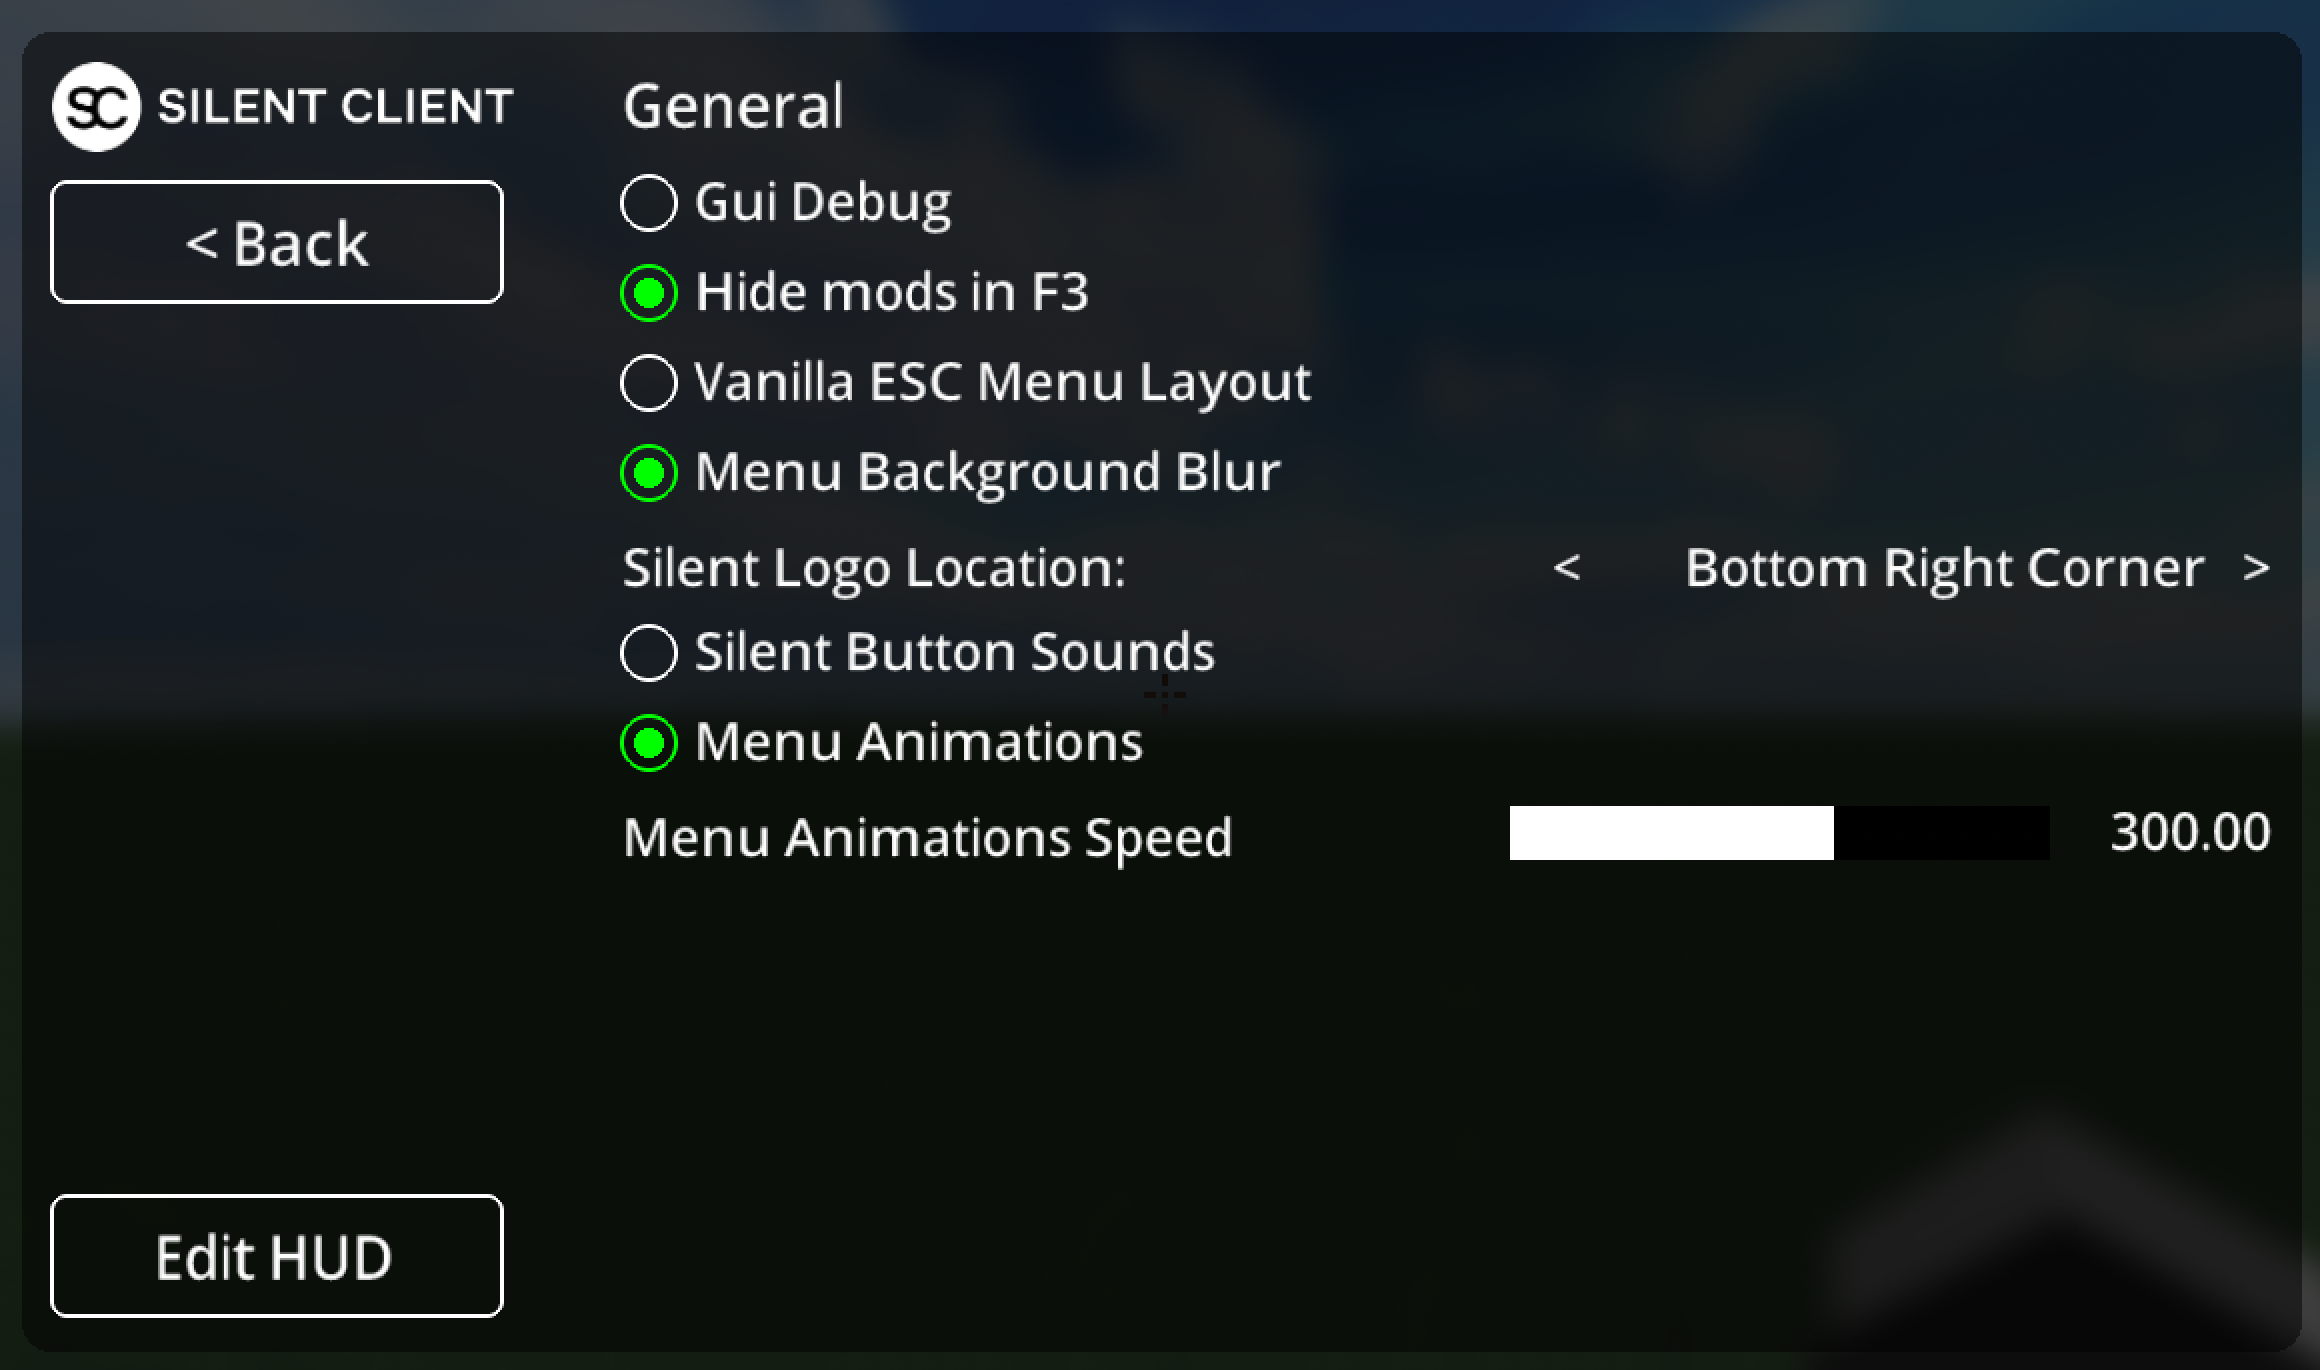 SC SILENT CLIENT
< Back
General
Gui Debug
Hide mods in F3
Vanilla ESC Menu Layout
Menu Background Blur
Silent Logo Location: < Bottom Right Corner >
Silent Button Sounds
Menu Animations
Menu Animations Speed 300.00
Edit HUD